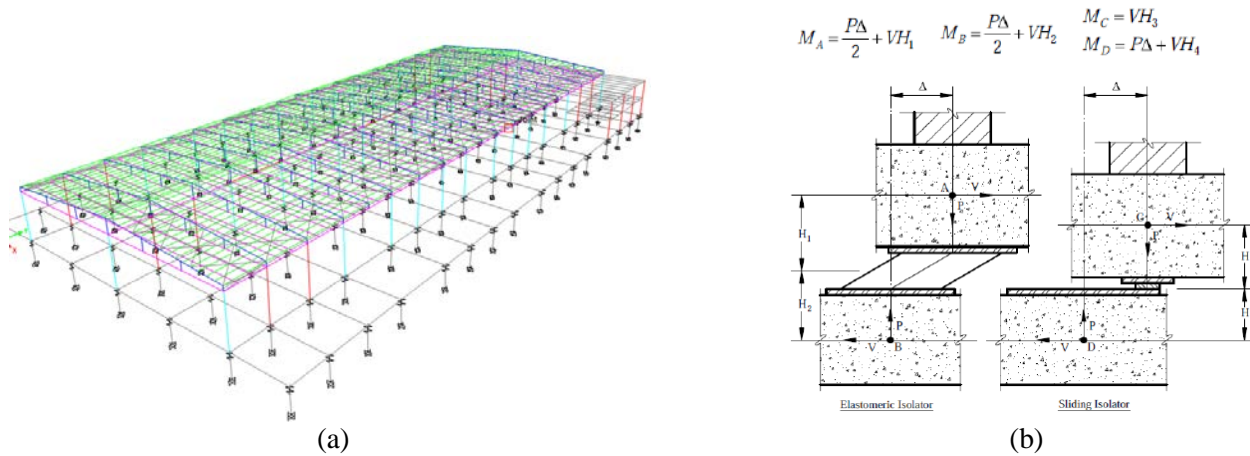 M_A = PΔ/2 + VH_1
M_B = PΔ/2 + VH_2
M_C = VH_3
M_D = PΔ + VH_4
Δ
Δ
A V
P
G V
P
H_1
H_2
H
H
P
V B
P
V D
Elastomeric Isolator
Sliding Isolator
X
(a)
(b)